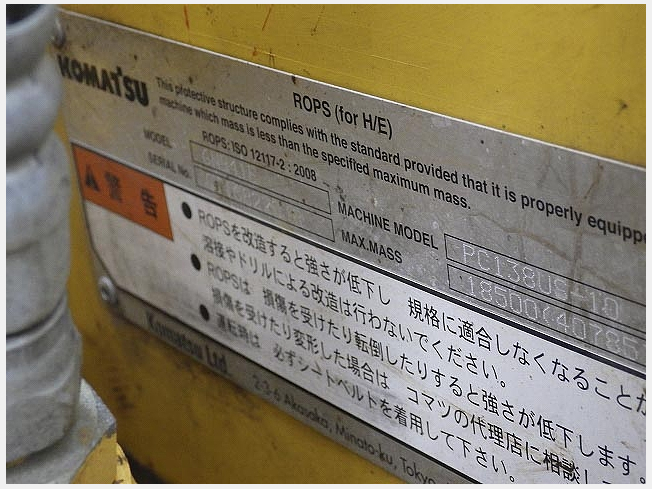 KOMATSU
ROPS (for H/E)
This protective structure complies with the standard provided that it is properly equippe
machine which mass is less than the specified maximum mass.
ROPS: ISO 12117-2 : 2008
MODEL
SERIAL No.
MACHINE MODEL PC138US-10
MAX.MASS 18500(40785
警告
● ROPSを改造すると強さが低下し 規格に適合しなくなることが
溶接やドリルによる改造は行わないでください。
● ROPSは 損傷を受けたり転倒したりすると強さが低下します。
損傷を受けたり変形した場合は コマツの代理店に相談し
● 運転時は 必ずシートベルトを着用して下さい。
Komatsu Ltd.
2-3-6 Akasaka, Minato-ku, Tokyo